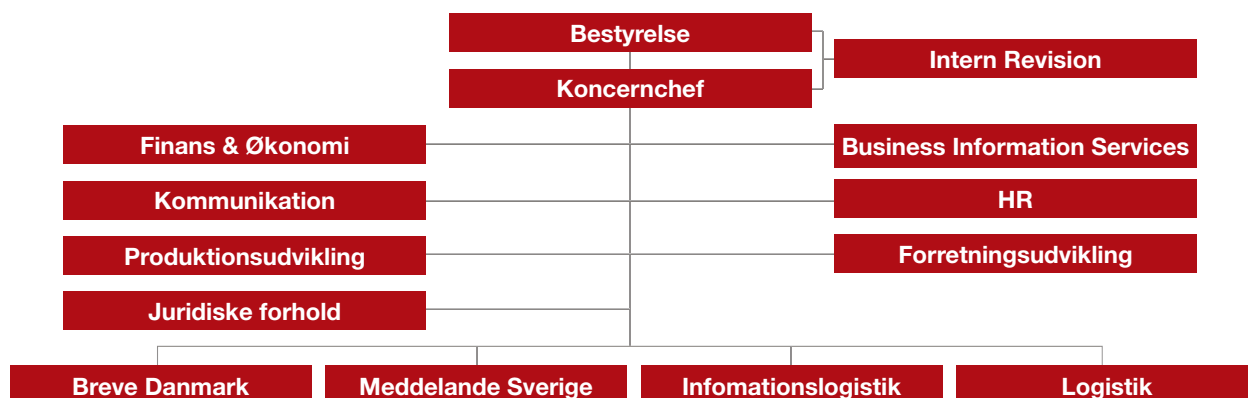 Bestyrelse
Intern Revision
Koncernchef
Finans & Økonomi
Business Information Services
Kommunikation
HR
Produktionsudvikling
Forretningsudvikling
Juridiske forhold
Breve Danmark
Meddelande Sverige
Infomationslogistik
Logistik